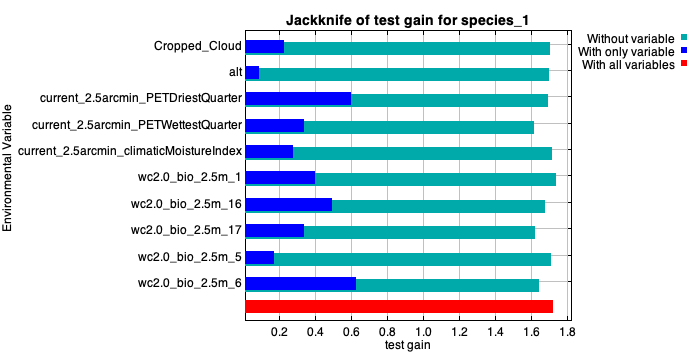 Jackknife of test gain for species_1
Without variable
With only variable
With all variables
Environmental Variable
Cropped_Cloud
alt
current_2.5arcmin_PETDriestQuarter
current_2.5arcmin_PETWettestQuarter
current_2.5arcmin_climaticMoistureIndex
wc2.0_bio_2.5m_1
wc2.0_bio_2.5m_16
wc2.0_bio_2.5m_17
wc2.0_bio_2.5m_5
wc2.0_bio_2.5m_6
0.2 0.4 0.6 0.8 1.0 1.2 1.4 1.6 1.8
test gain